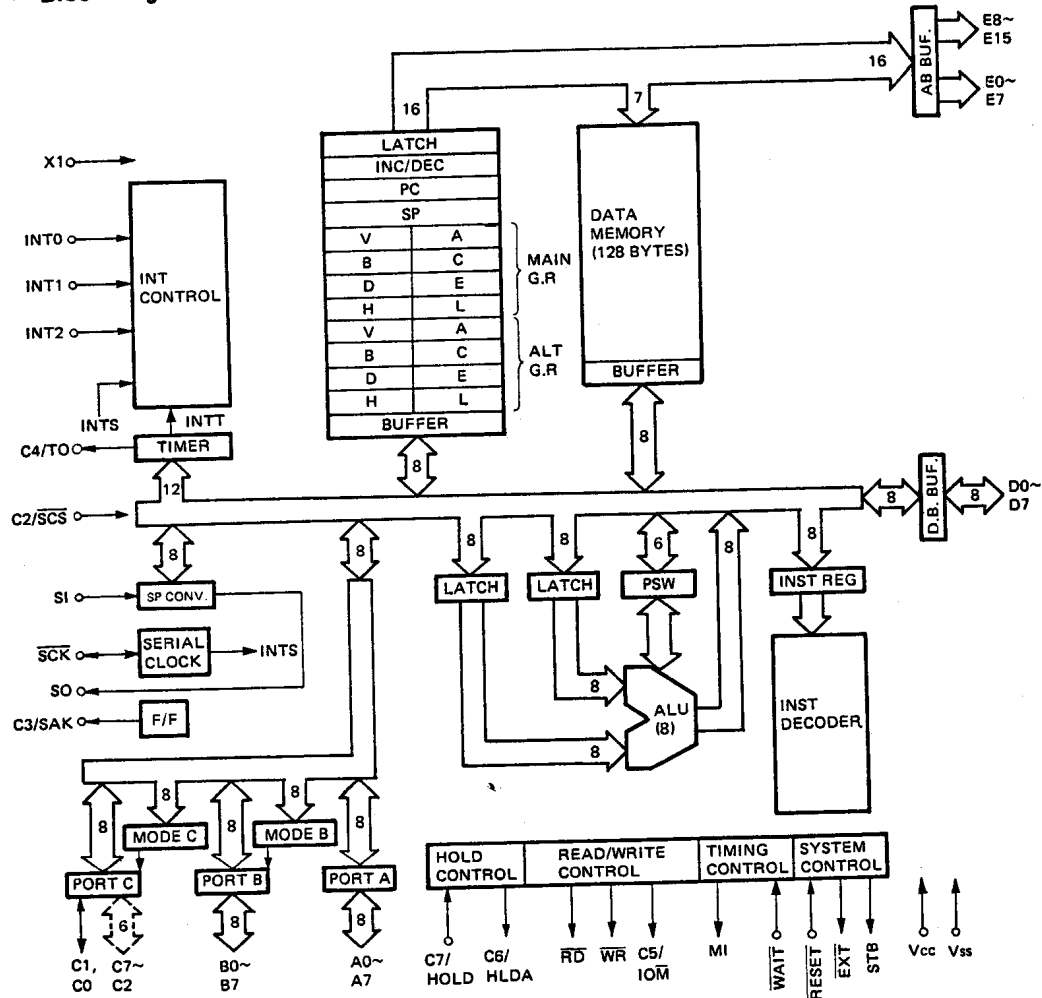 E8~
E15
AB BUF.
16
E0~
E7
16
7
LATCH
INC/DEC
PC
SP
V A
B C
D E
H L
V A
B C
D E
H L
BUFFER
MAIN
G.R
ALT
G.R
DATA
MEMORY
(128 BYTES)
BUFFER
X1
INT0
INT1
INT2
INT
CONTROL
INTS
INTT
C4/TO
TIMER
12
8
8
C2/SCS
8
D.B. BUF.
8
D0~
D7
8
8
8
8
6
8
8
SI
SP CONV.
LATCH
LATCH
PSW
INST REG
SCK
SERIAL
CLOCK
INTS
SO
C3/SAK
F/F
8
8
ALU
(8)
INST
DECODER
8
8
8
8
8
MODE C
MODE B
PORT C
PORT B
PORT A
6
8
8
C1,
C0
C7~
C2
B0~
B7
A0~
A7
HOLD
CONTROL
READ/WRITE
CONTROL
TIMING
CONTROL
SYSTEM
CONTROL
C7/
HOLD
C6/
HLDA
RD
WR
C5/
IOM
MI
WAIT
RESET
EXT
STB
Vcc
Vss